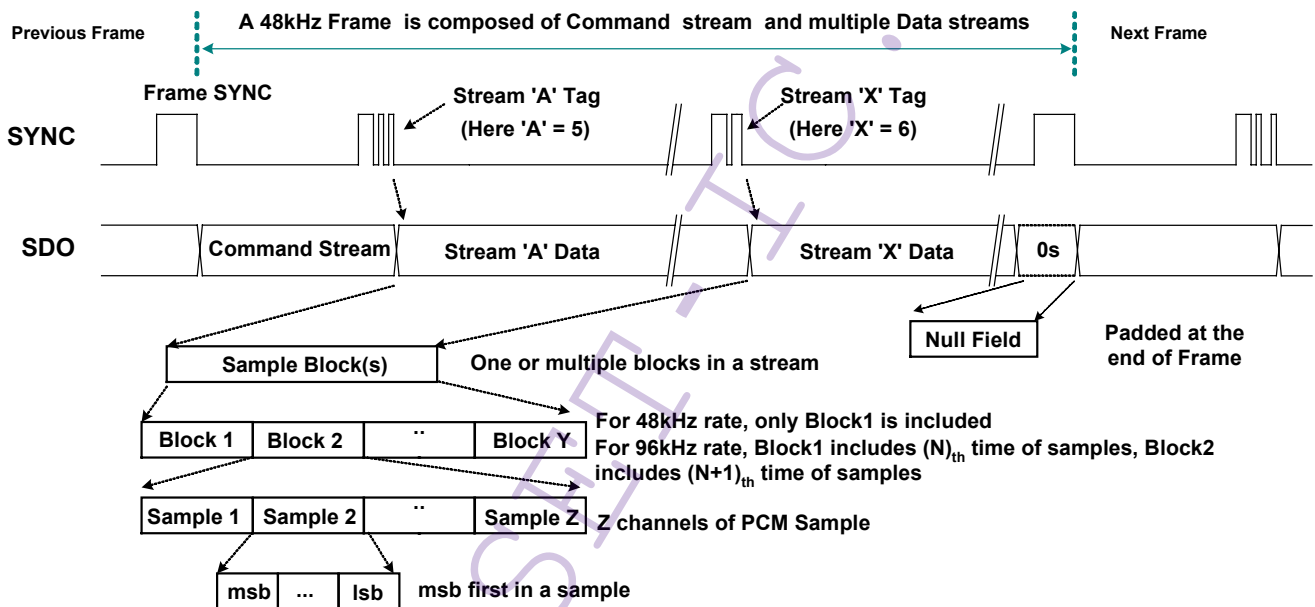 A 48kHz Frame is composed of Command stream and multiple Data streams
Previous Frame
Next Frame
Frame SYNC
Stream 'A' Tag
(Here 'A' = 5)
Stream 'X' Tag
(Here 'X' = 6)
SYNC
SDO
Command Stream
Stream 'A' Data
Stream 'X' Data
0s
Null Field
Padded at the
end of Frame
Sample Block(s)
One or multiple blocks in a stream
Block 1
Block 2
..
Block Y
For 48kHz rate, only Block1 is included
For 96kHz rate, Block1 includes (N)th time of samples, Block2
includes (N+1)th time of samples
Sample 1
Sample 2
..
Sample Z
Z channels of PCM Sample
msb
...
lsb
msb first in a sample
SET-IC.